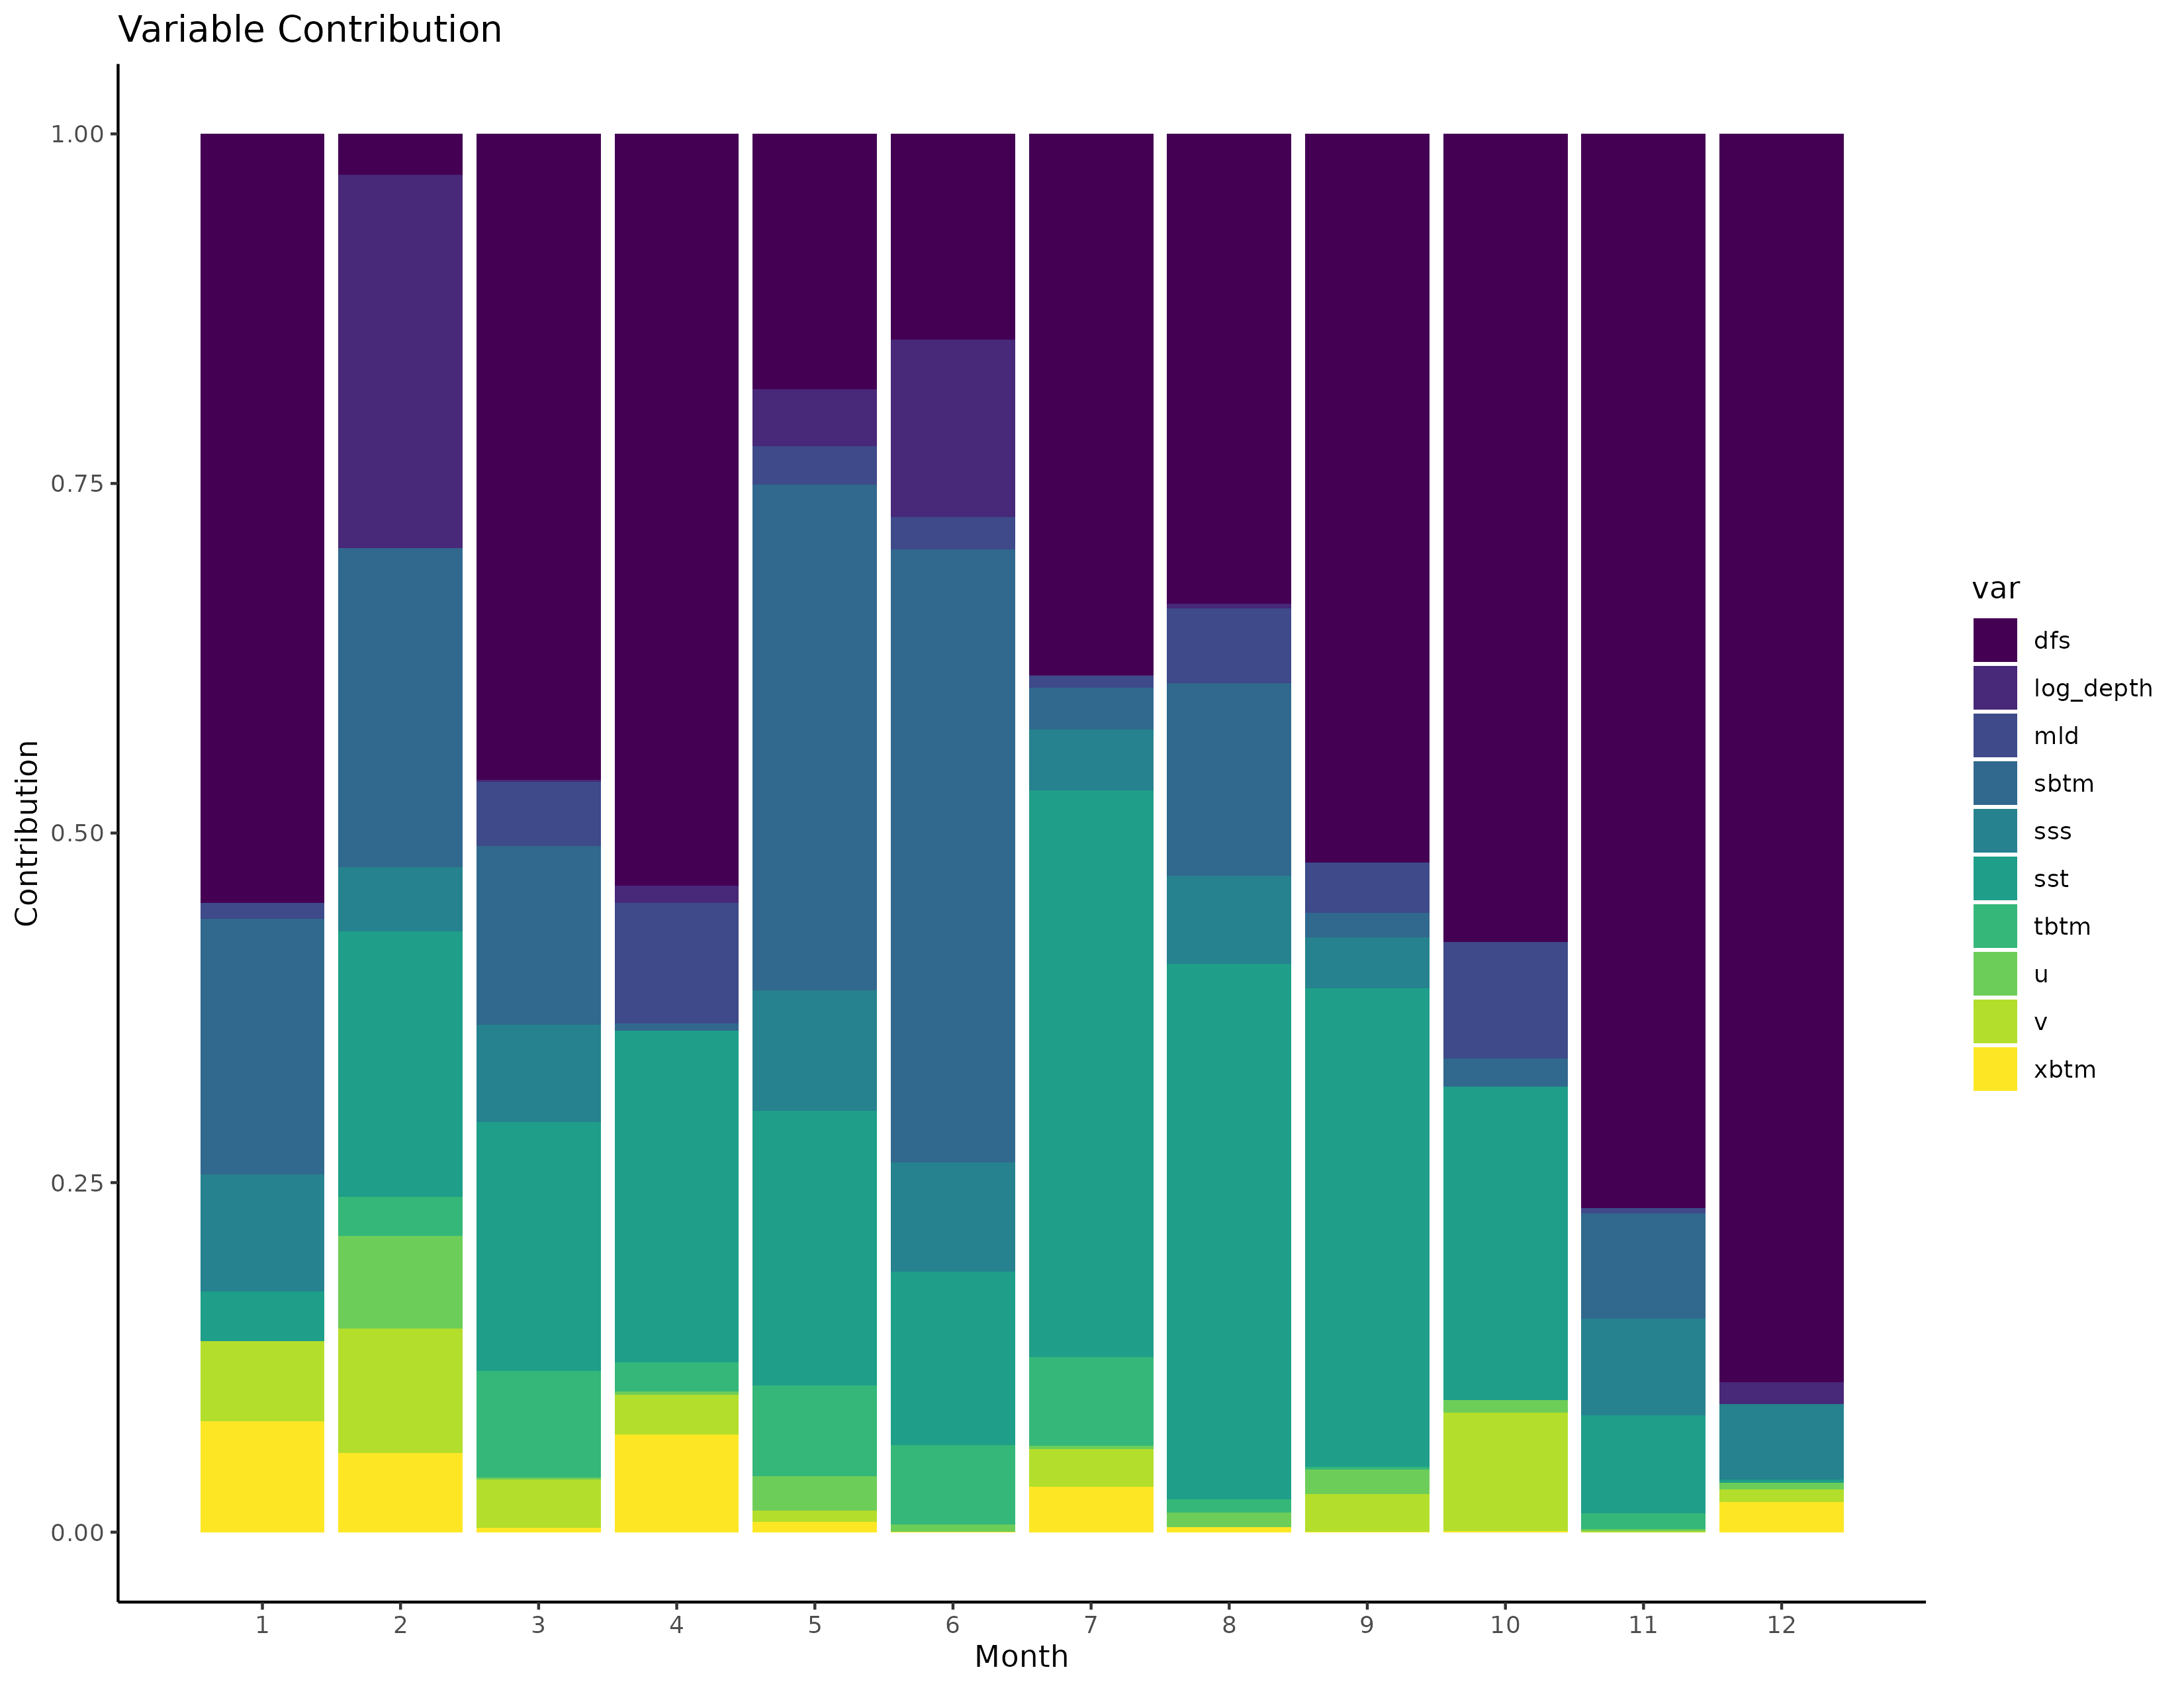 Variable Contribution
1.00
0.75
0.50
0.25
0.00
Contribution
1 2 3 4 5 6 7 8 9 10 11 12
Month
var
dfs
log_depth
mld
sbtm
sss
sst
tbtm
u
v
xbtm